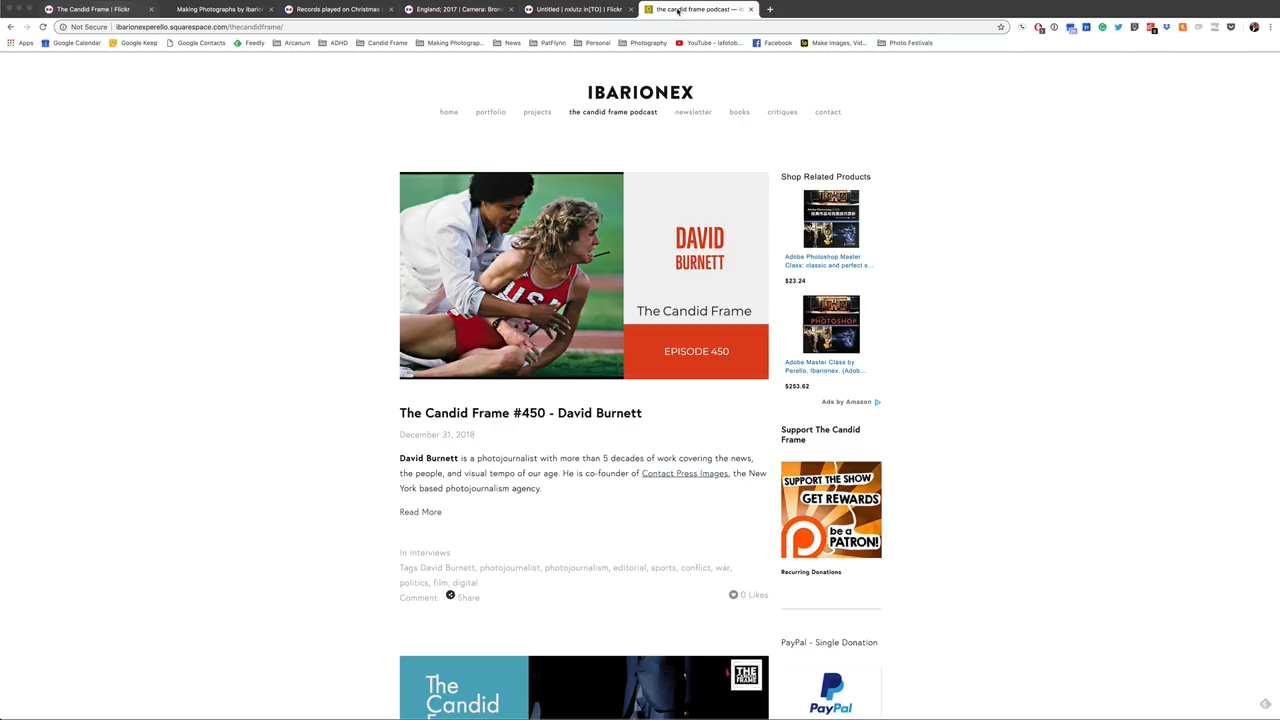 The Candid Frame | Flickr
Making Photographs by Ibario
Records played on Christmas
England; 2017 | Camera: Bron
Untitled | nxlutz in(TO) | Flickr
the candid frame podcast — ib
Not Secure | ibarionexperello.squarespace.com/thecandidframe/
Apps
Google Calendar
Google Keep
Google Contacts
Feedly
Arcanum
ADHD
Candid Frame
Making Photograp...
News
PatFlynn
Personal
Photography
YouTube - lafotob...
Facebook
Make Images, Vid...
Photo Festivals
IBARIONEX
home
portfolio
projects
the candid frame podcast
newsletter
books
critiques
contact
USA
DAVID
BURNETT
The Candid Frame
EPISODE 450
The Candid Frame #450 - David Burnett
December 31, 2018
David Burnett is a photojournalist with more than 5 decades of work covering the news,
the people, and visual tempo of our age. He is co-founder of Contact Press Images, the New
York based photojournalism agency.
Read More
In Interviews
Tags David Burnett, photojournalist, photojournalism, editorial, sports, conflict, war,
politics, film, digital
Comment
Share
0 Likes
The
Candid
THE
CANDID
FRAME
Shop Related Products
Adobe Photoshop Master
Class: classic and perfect s...
$23.24
PHOTOSHOP
Adobe Master Class by
Perello, Ibarionex. (Adob...
$253.62
Ads by Amazon
Support The Candid
Frame
SUPPORT THE SHOW
GET REWARDS
be a
PATRON!
Recurring Donations
PayPal - Single Donation
PayPal